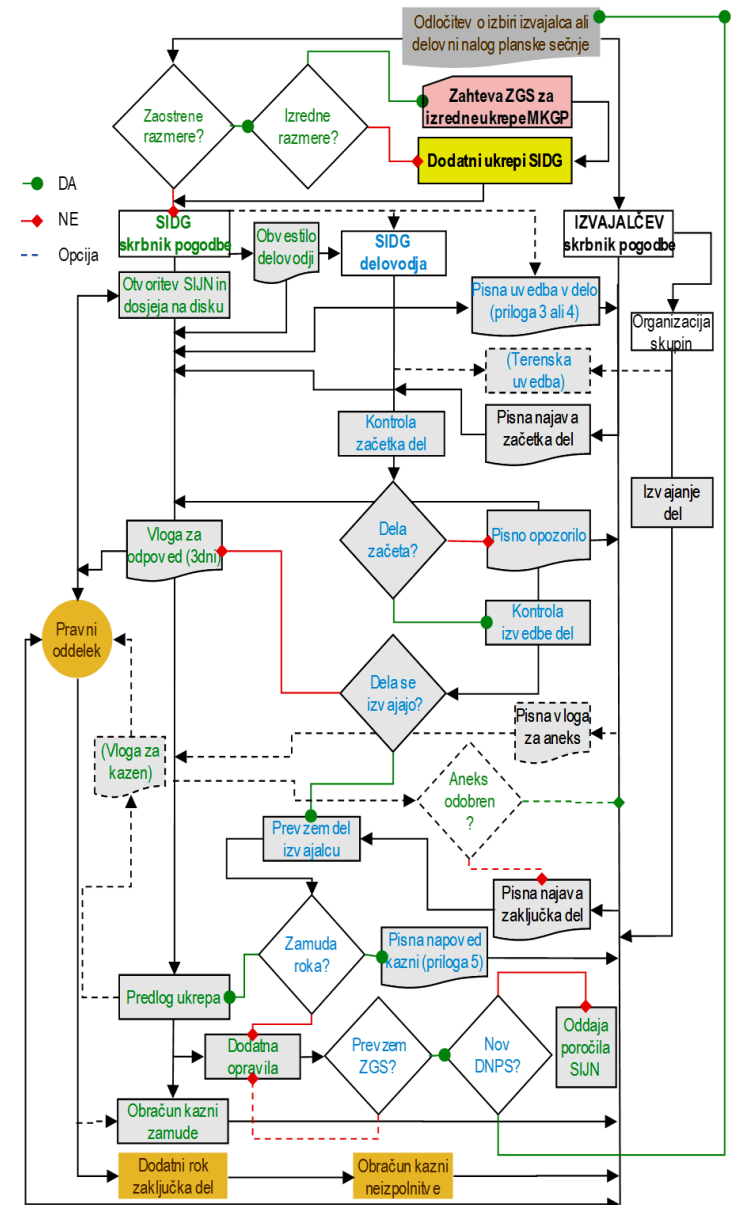 Odločitev o izbiri izvajalca ali
delovni nalog planske sečnje
Zaostrene
razmere?
Izredne
razmere?
Zahteva ZGS za
izredne ukrepe MKGP
Dodatni ukrepi SIDG
DA
NE
Opcija
SIDG
skrbnik pogodbe
Obvestilo
delovodji
SIDG
delovodja
IZVAJALČEV
skrbnik pogodbe
Otvoritev SIJN in
dosjeja na disku
Pisna uvedba v delo
(priloga 3 ali 4)
Organizacija
skupin
(Terenska
uvedba)
Kontrola
začetka del
Pisna najava
začetka del
Izvajanje
del
Vloga za
odpoved (3dni)
Dela
začeta?
Pisno opozorilo
Kontrola
izvedbe del
Pravni
oddelek
Dela se
izvajajo?
Pisna vloga
za aneks
(Vloga za
kazen)
Aneks
odobren
?
Prevzem del
izvajalcu
Pisna najava
zaključka del
Zamuda
roka?
Pisna napoved
kazni (priloga 5)
Predlog ukrepa
Dodatna
opravila
Prevzem
ZGS?
Nov
DNPS?
Oddaja
poročila
SIJN
Obračun kazni
zamude
Dodatni rok
zaključka del
Obračun kazni
neizpolnitve